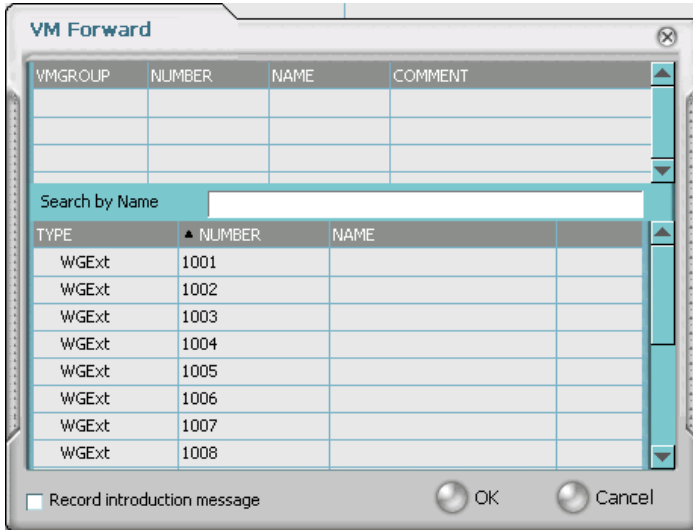 VM Forward
VMGROUP NUMBER NAME COMMENT
Search by Name
TYPE NUMBER NAME
WGExt 1001
WGExt 1002
WGExt 1003
WGExt 1004
WGExt 1005
WGExt 1006
WGExt 1007
WGExt 1008
Record introduction message OK Cancel